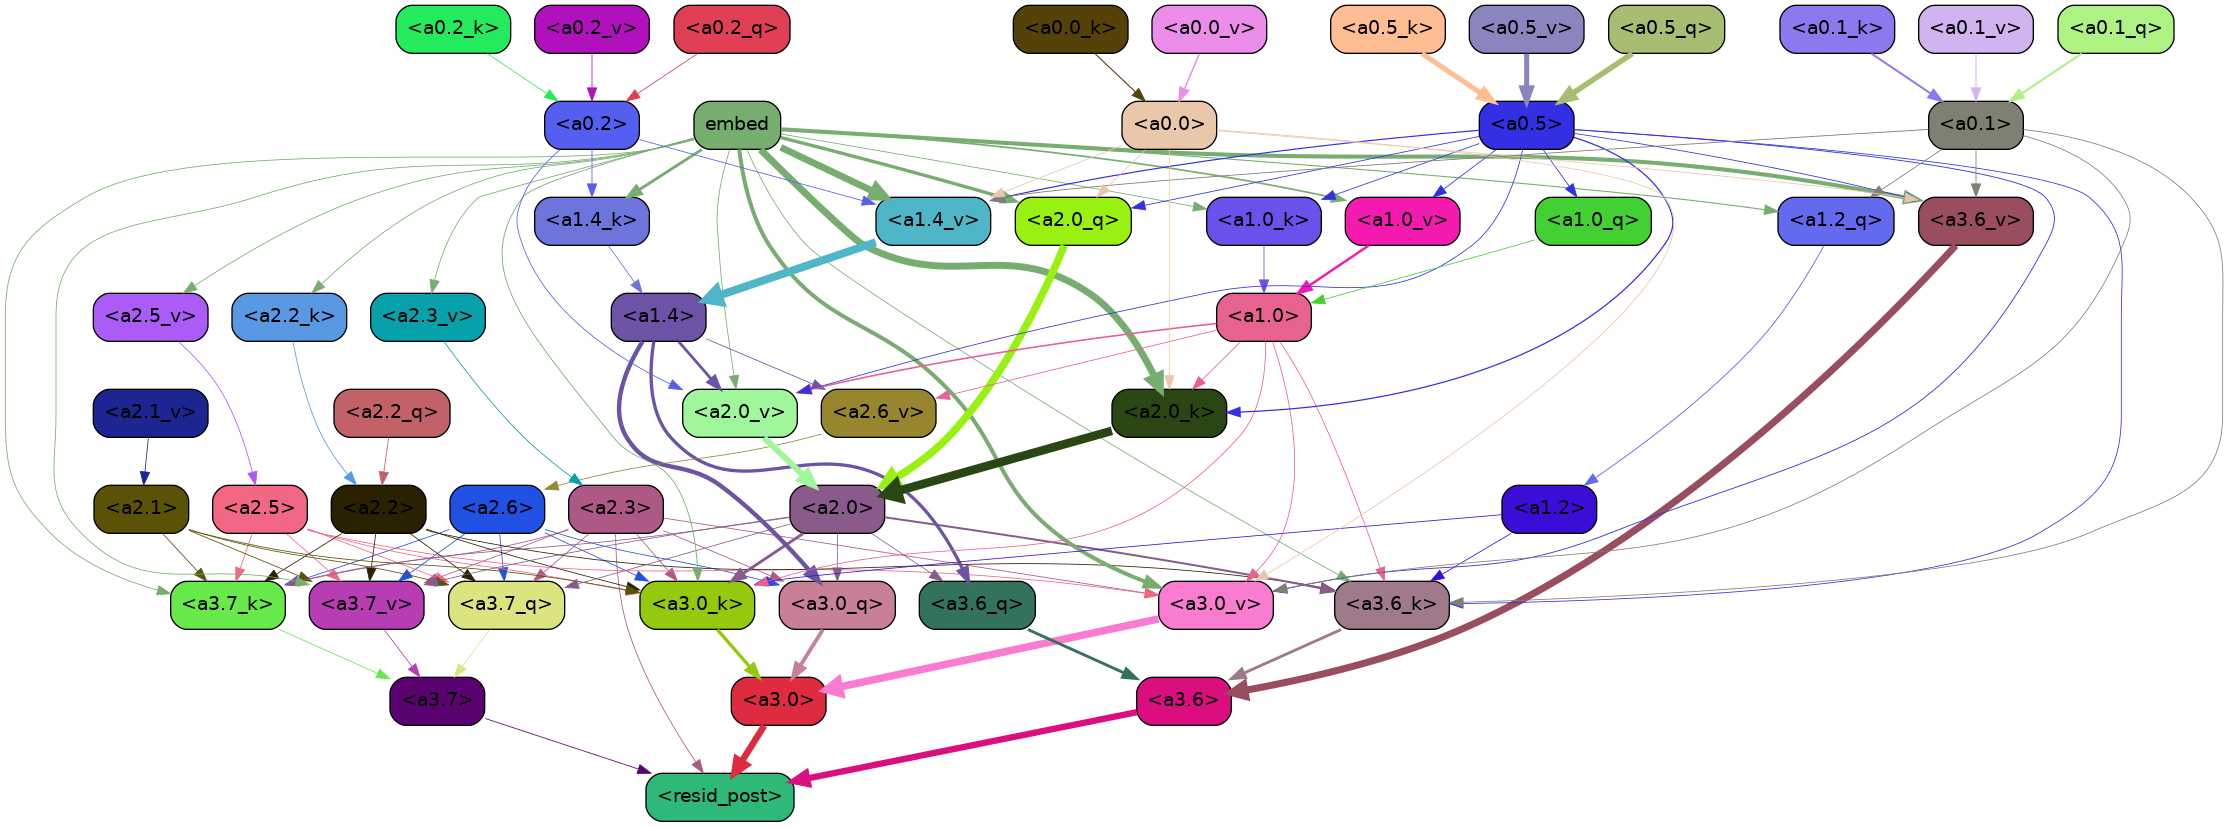 <a0.2_k> <a0.2_v> <a0.2_q> <a0.0_k> <a0.0_v> <a0.5_k> <a0.5_v> <a0.5_q> <a0.1_k> <a0.1_v> <a0.1_q>
<a0.2> embed <a0.0> <a0.5> <a0.1>
<a1.4_k> <a1.4_v> <a2.0_q> <a1.0_k> <a1.0_v> <a1.0_q> <a1.2_q> <a3.6_v>
<a2.5_v> <a2.2_k> <a2.3_v> <a1.4> <a1.0>
<a2.1_v> <a2.2_q> <a2.0_v> <a2.6_v> <a2.0_k>
<a2.1> <a2.5> <a2.2> <a2.6> <a2.3> <a2.0> <a1.2>
<a3.7_k> <a3.7_v> <a3.7_q> <a3.0_k> <a3.0_q> <a3.6_q> <a3.0_v> <a3.6_k>
<a3.7> <a3.0> <a3.6>
<resid_post>